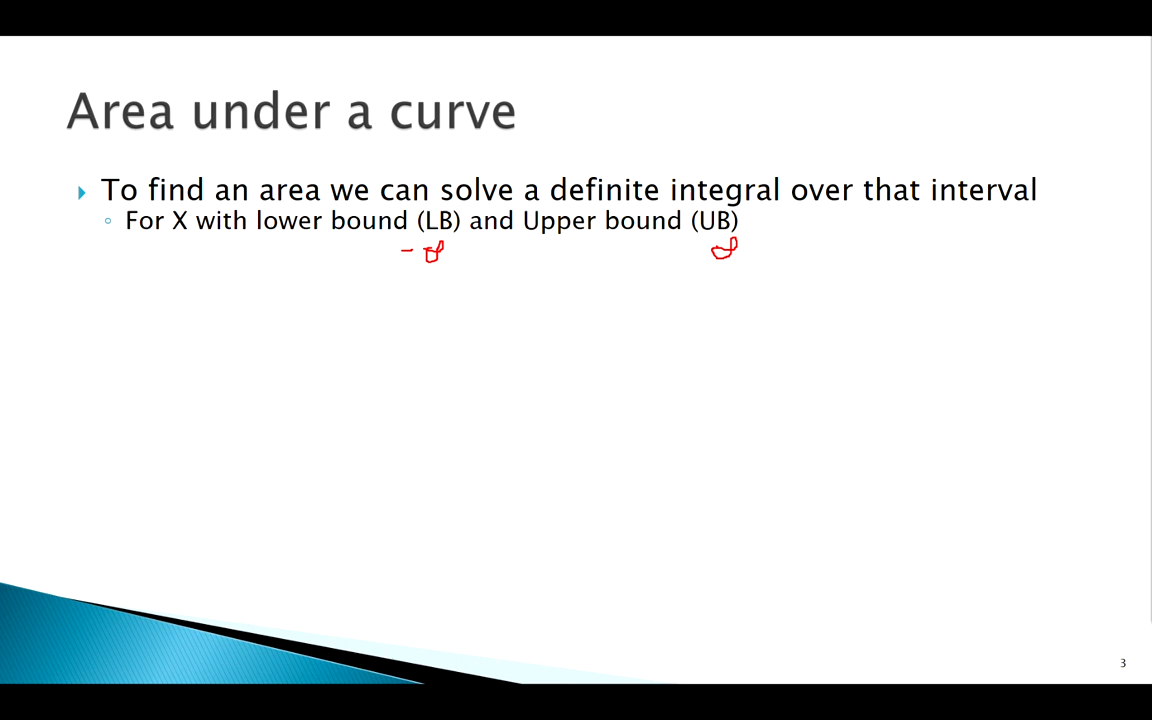 Area under a curve
To find an area we can solve a definite integral over that interval
For X with lower bound (LB) and Upper bound (UB)
- ∞ ∞
3